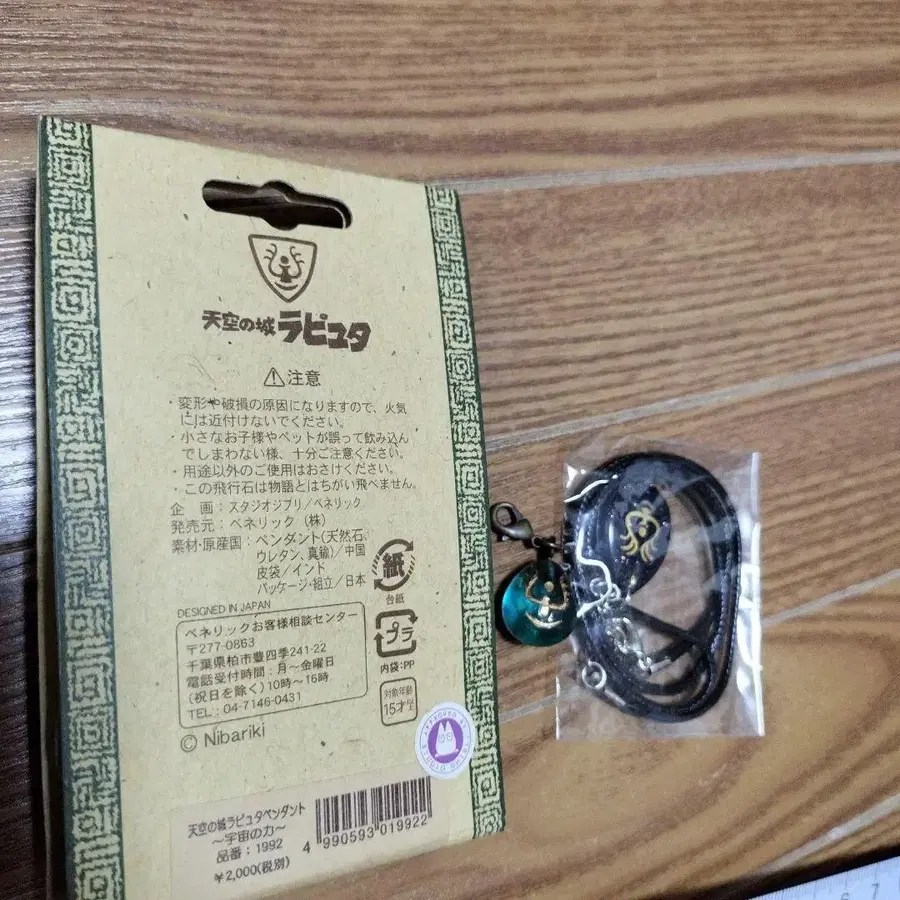 天空の城ラピュタ
⚠注意
・変形や破損の原因になりますので、火気
には近付けないでください。
・小さなお子様やペットが誤って飲み込ん
でしまわない様、十分ご注意ください。
・用途以外のご使用はおさけください。
・この飛行石は物語とはちがい飛べません。
企 画：スタジオジブリ/ベネリック
発売元：ベネリック（株）
素材・原産国：ペンダント(天然石、
ウレタン、真鍮)/中国
皮袋/インド
パッケージ・組立/日本
紙
台紙
プラ
内袋:PP
対象年齢
15才以上
DESIGNED IN JAPAN
ベネリックお客様相談センター
〒277-0863
千葉県柏市豊四季241-22
電話受付時間：月～金曜日
(祝日を除く)10時～16時
TEL：04-7146-0431
© Nibariki
天空の城ラピュタペンダント
～宇宙の力～
品番：1992
¥2,000(税別)
4 990593 019922
6 7